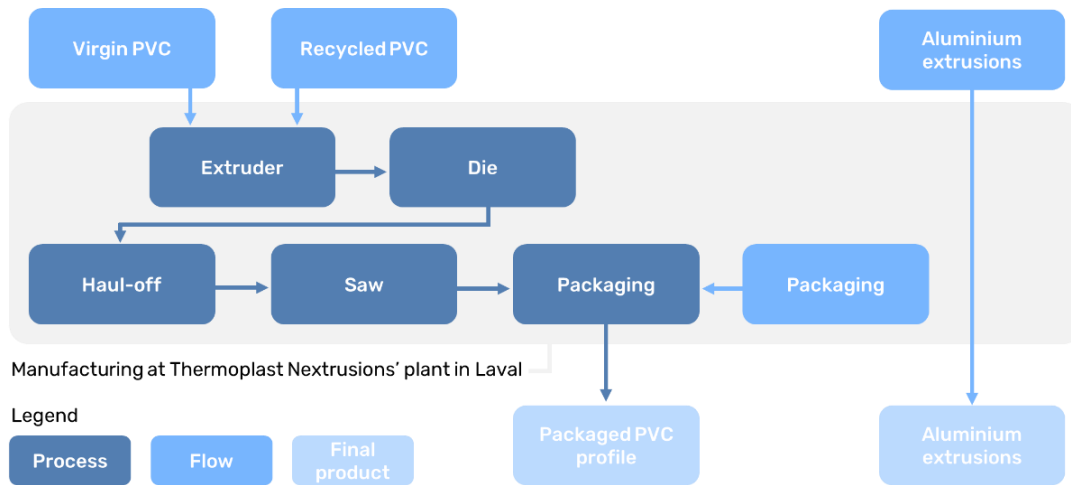 Virgin PVC
Recycled PVC
Aluminium
extrusions
Extruder
Die
Haul-off
Saw
Packaging
Packaging
Manufacturing at Thermoplast Nextrusions’ plant in Laval
Packaged PVC
profile
Aluminium
extrusions
Legend
Process
Flow
Final
product